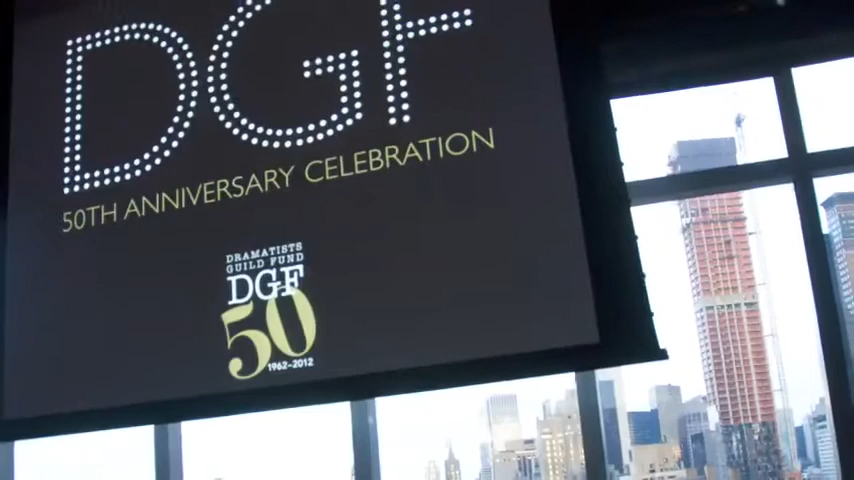 DGF
50TH ANNIVERSARY CELEBRATION
DRAMATISTS
GUILD FUND
DGF
50
1962-2012